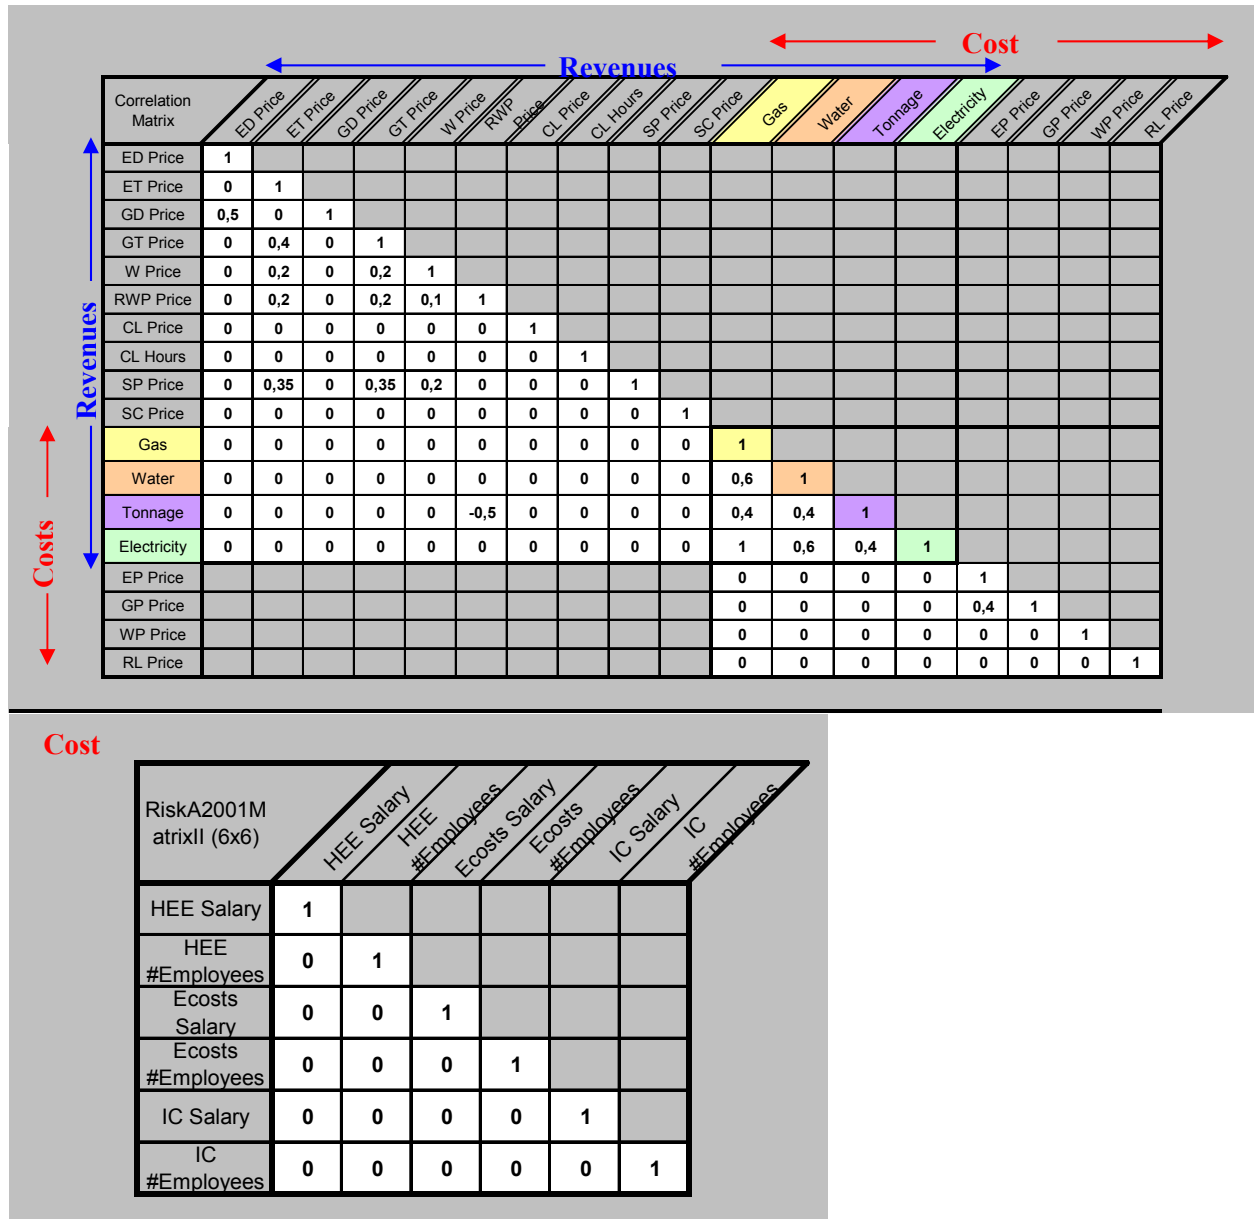 Cost
Revenues
Correlation
Matrix
ED Price
ET Price
GD Price
GT Price
W Price
RWP
Price
CL Price
CL Hours
SP Price
SC Price
Gas
Water
Tonnage
Electricity
EP Price
GP Price
WP Price
RL Price
Revenues
Costs
ED Price 1
ET Price 0 1
GD Price 0,5 0 1
GT Price 0 0,4 0 1
W Price 0 0,2 0 0,2 1
RWP Price 0 0,2 0 0,2 0,1 1
CL Price 0 0 0 0 0 0 1
CL Hours 0 0 0 0 0 0 0 1
SP Price 0 0,35 0 0,35 0,2 0 0 0 1
SC Price 0 0 0 0 0 0 0 0 0 1
Gas 0 0 0 0 0 0 0 0 0 0 1
Water 0 0 0 0 0 0 0 0 0 0 0,6 1
Tonnage 0 0 0 0 0 -0,5 0 0 0 0 0,4 0,4 1
Electricity 0 0 0 0 0 0 0 0 0 0 1 0,6 0,4 1
EP Price 0 0 0 0 1
GP Price 0 0 0 0 0,4 1
WP Price 0 0 0 0 0 0 1
RL Price 0 0 0 0 0 0 0 1
Cost
RiskA2001M
atrixII (6x6)
HEE Salary
HEE
#Employees
Ecosts Salary
Ecosts
#Employees
IC Salary
IC
#Employees
HEE Salary 1
HEE
#Employees 0 1
Ecosts
Salary 0 0 1
Ecosts
#Employees 0 0 0 1
IC Salary 0 0 0 0 1
IC
#Employees 0 0 0 0 0 1